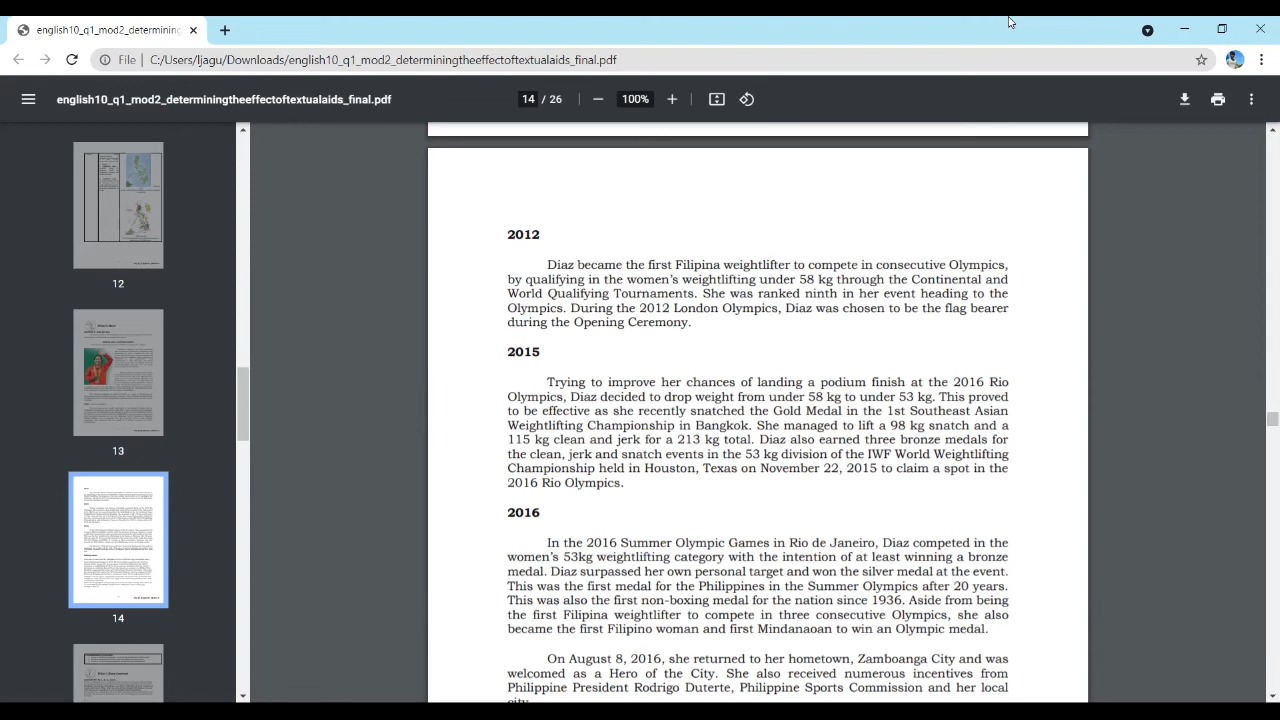 english10_q1_mod2_determining
File
C:/Users/ljagu/Downloads/english10_q1_mod2_determiningtheeffectoftextualaids_final.pdf
english10_q1_mod2_determiningtheeffectoftextualaids_final.pdf
14 / 26
100%
12
13
14
2012
Diaz became the first Filipina weightlifter to compete in consecutive Olympics,
by qualifying in the women's weightlifting under 58 kg through the Continental and
World Qualifying Tournaments. She was ranked ninth in her event heading to the
Olympics. During the 2012 London Olympics, Diaz was chosen to be the flag bearer
during the Opening Ceremony.
2015
Trying to improve her chances of landing a podium finish at the 2016 Rio
Olympics, Diaz decided to drop weight from under 58 kg to under 53 kg. This proved
to be effective as she recently snatched the Gold Medal in the 1st Southeast Asian
Weightlifting Championship in Bangkok. She managed to lift a 98 kg snatch and a
115 kg clean and jerk for a 213 kg total. Diaz also earned three bronze medals for
the clean, jerk and snatch events in the 53 kg division of the IWF World Weightlifting
Championship held in Houston, Texas on November 22, 2015 to claim a spot in the
2016 Rio Olympics.
2016
In the 2016 Summer Olympic Games in Rio de Janeiro, Diaz competed in the
women's 53kg weightlifting category with the intention of at least winning a bronze
medal. Diaz surpassed her own personal target and won the silver medal at the event.
This was the first medal for the Philippines in the Summer Olympics after 20 years.
This was also the first non-boxing medal for the nation since 1936. Aside from being
the first Filipina weightlifter to compete in three consecutive Olympics, she also
became the first Filipino woman and first Mindanaoan to win an Olympic medal.
On August 8, 2016, she returned to her hometown, Zamboanga City and was
welcomed as a Hero of the City. She also received numerous incentives from
Philippine President Rodrigo Duterte, Philippine Sports Commission and her local
city.